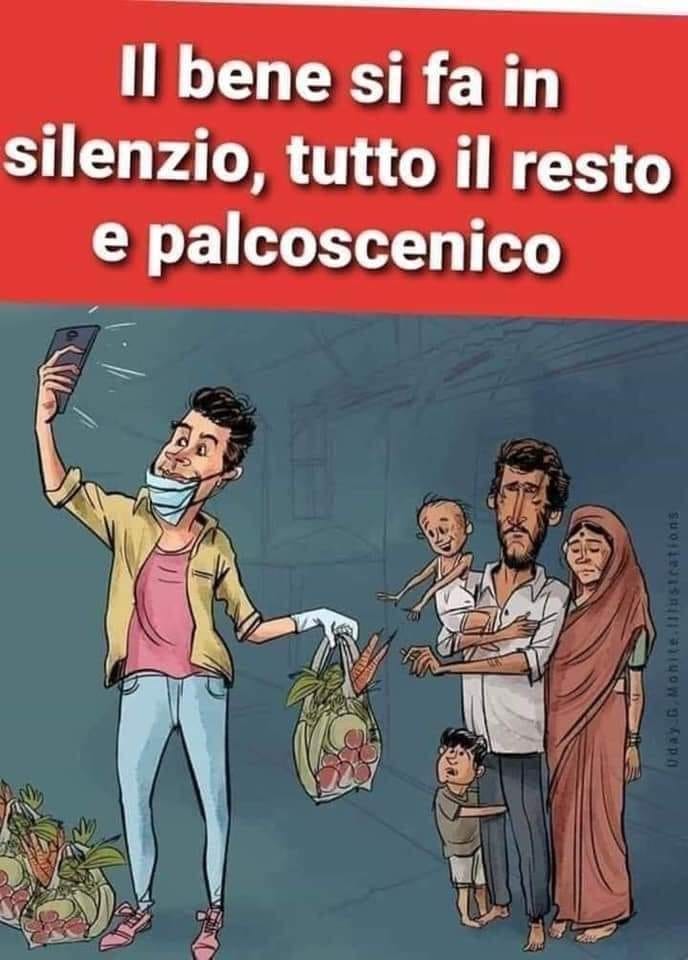 Il bene si fa in
silenzio, tutto il resto
e palcoscenico
Uday.G.Mohite.Illustrations